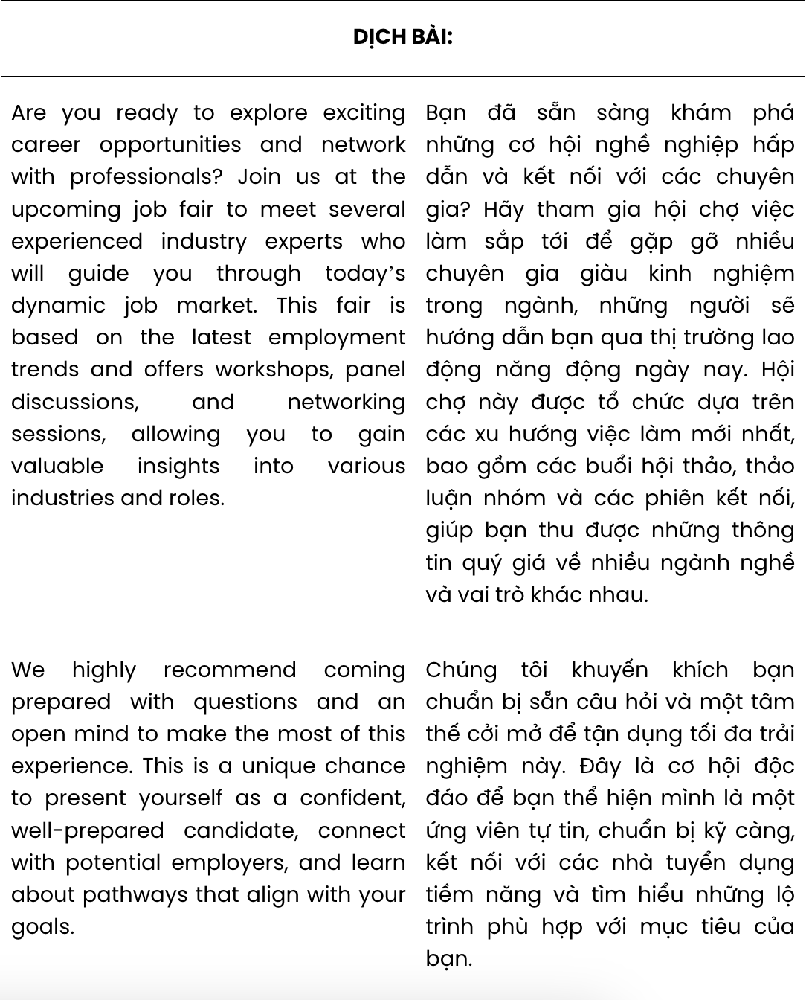 DỊCH BÀI:
Are you ready to explore exciting
career opportunities and network
with professionals? Join us at the
upcoming job fair to meet several
experienced industry experts who
will guide you through today’s
dynamic job market. This fair is
based on the latest employment
trends and offers workshops, panel
discussions, and networking
sessions, allowing you to gain
valuable insights into various
industries and roles.
Bạn đã sẵn sàng khám phá
những cơ hội nghề nghiệp hấp
dẫn và kết nối với các chuyên
gia? Hãy tham gia hội chợ việc
làm sắp tới để gặp gỡ nhiều
chuyên gia giàu kinh nghiệm
trong ngành, những người sẽ
hướng dẫn bạn qua thị trường lao
động năng động ngày nay. Hội
chợ này được tổ chức dựa trên
các xu hướng việc làm mới nhất,
bao gồm các buổi hội thảo, thảo
luận nhóm và các phiên kết nối,
giúp bạn thu được những thông
tin quý giá về nhiều ngành nghề
và vai trò khác nhau.
We highly recommend coming
prepared with questions and an
open mind to make the most of this
experience. This is a unique chance
to present yourself as a confident,
well-prepared candidate, connect
with potential employers, and learn
about pathways that align with your
goals.
Chúng tôi khuyến khích bạn
chuẩn bị sẵn câu hỏi và một tâm
thế cởi mở để tận dụng tối đa trải
nghiệm này. Đây là cơ hội độc
đáo để bạn thể hiện mình là một
ứng viên tự tin, chuẩn bị kỹ càng,
kết nối với các nhà tuyển dụng
tiềm năng và tìm hiểu những lộ
trình phù hợp với mục tiêu của
bạn.